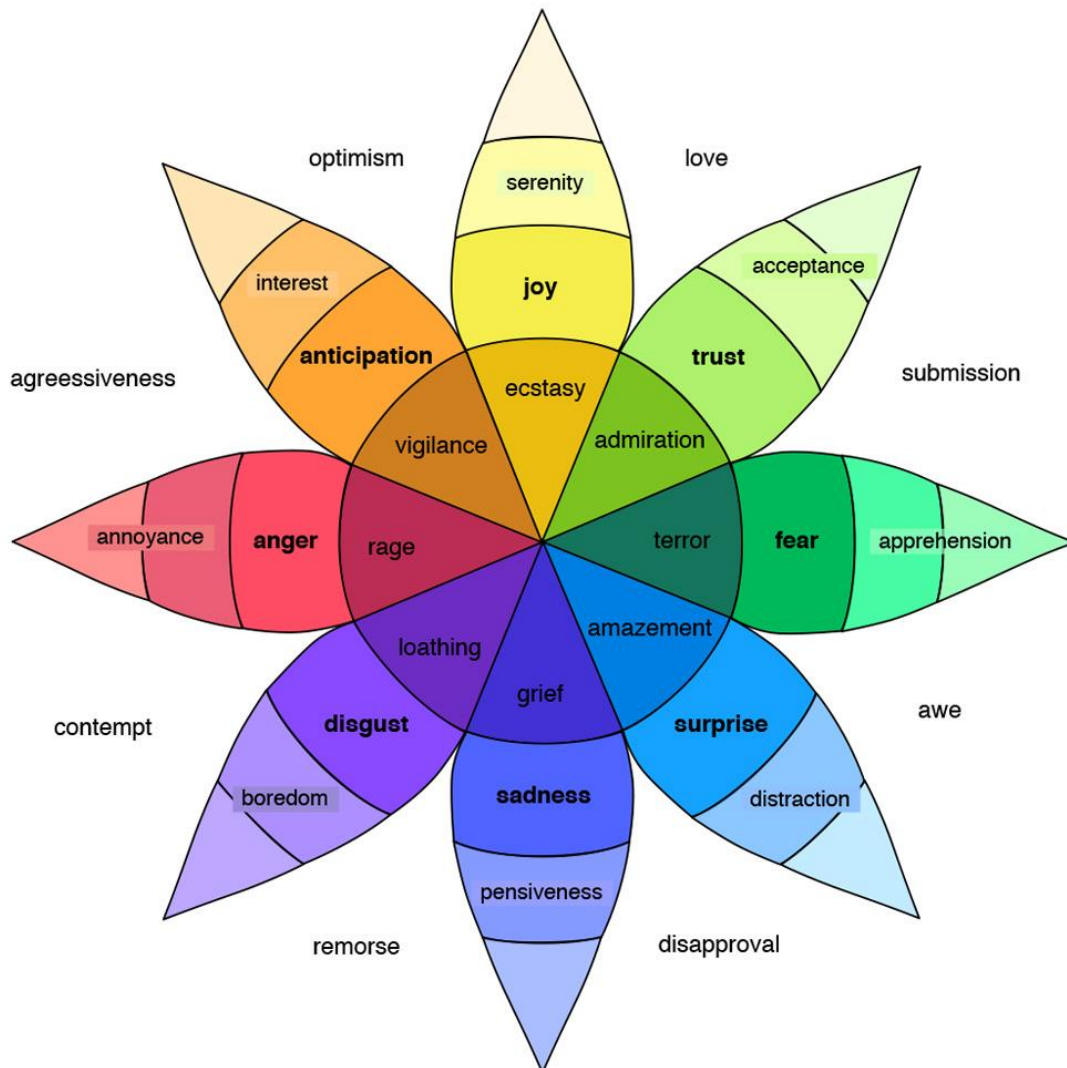 optimism
love
serenity
acceptance
interest
joy
anticipation
trust
agreessiveness
submission
ecstasy
vigilance
admiration
annoyance
anger
rage
terror
fear
apprehension
amazement
loathing
grief
contempt
disgust
surprise
awe
boredom
sadness
distraction
pensiveness
remorse
disapproval